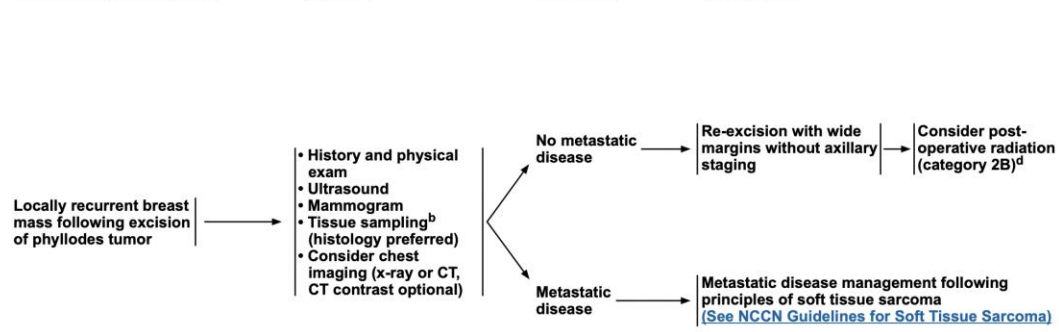 Locally recurrent breast
mass following excision
of phyllodes tumor
• History and physical
exam
• Ultrasound
• Mammogram
• Tissue samplingᵇ
(histology preferred)
• Consider chest
imaging (x-ray or CT,
CT contrast optional)
No metastatic
disease
Re-excision with wide
margins without axillary
staging
Consider post-
operative radiation
(category 2B)ᵈ
Metastatic
disease
Metastatic disease management following
principles of soft tissue sarcoma
(See NCCN Guidelines for Soft Tissue Sarcoma)